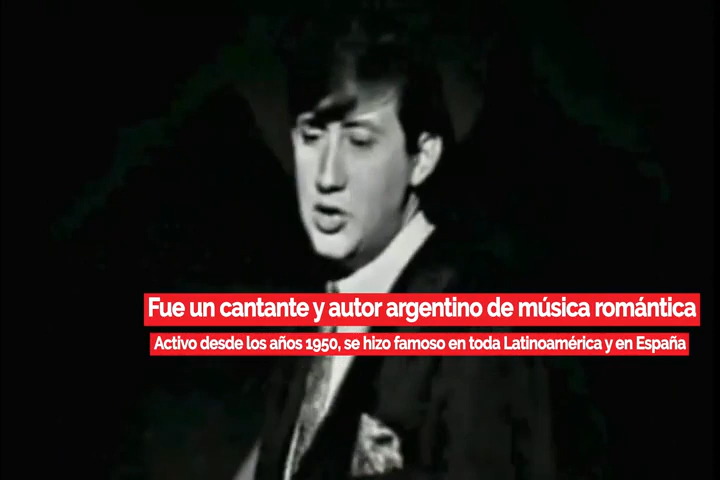 Fue un cantante y autor argentino de música romántica
Activo desde los años 1950, se hizo famoso en toda Latinoamérica y en España